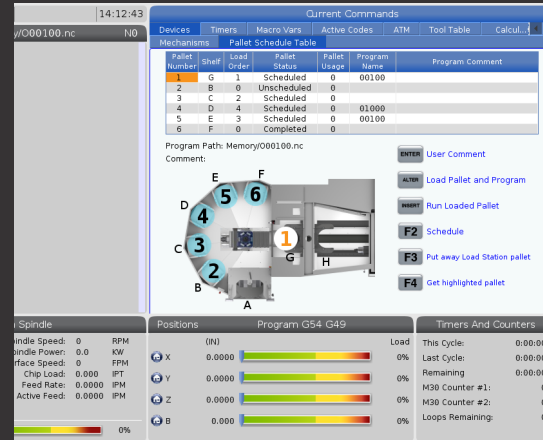 14:12:43
y/O00100.nc N0
Current Commands
Devices Timers Macro Vars Active Codes ATM Tool Table Calcul...
Mechanisms Pallet Schedule Table
Pallet Number Shelf Load Order Pallet Status Pallet Usage Program Name Program Comment
1 G 1 Scheduled 0 00100
2 B 0 Unscheduled 0
3 C 2 Scheduled 0
4 D 4 Scheduled 0 01000
5 E 3 Scheduled 0 00100
6 F 0 Completed 0
Program Path: Memory/O00100.nc
Comment:
ENTER User Comment
ALTER Load Pallet and Program
INSERT Run Loaded Pallet
F2 Schedule
F3 Put away Load Station pallet
F4 Get highlighted pallet
F
E
6
5
D
4
1
C
3
G
H
2
B
A
Spindle
indle Speed: 0 RPM
indle Power: 0.0 KW
rface Speed: 0 FPM
Chip Load: 0.000 IPT
Feed Rate: 0.0000 IPM
Active Feed: 0.0000 IPM
0%
Positions Program G54 G49
(IN) Load
X 0.0000 0%
Y 0.0000 0%
Z 0.0000 0%
B 0.000 0%
Timers And Counters
This Cycle: 0:00:0
Last Cycle: 0:00:0
Remaining 0:00:0
M30 Counter #1:
M30 Counter #2:
Loops Remaining: